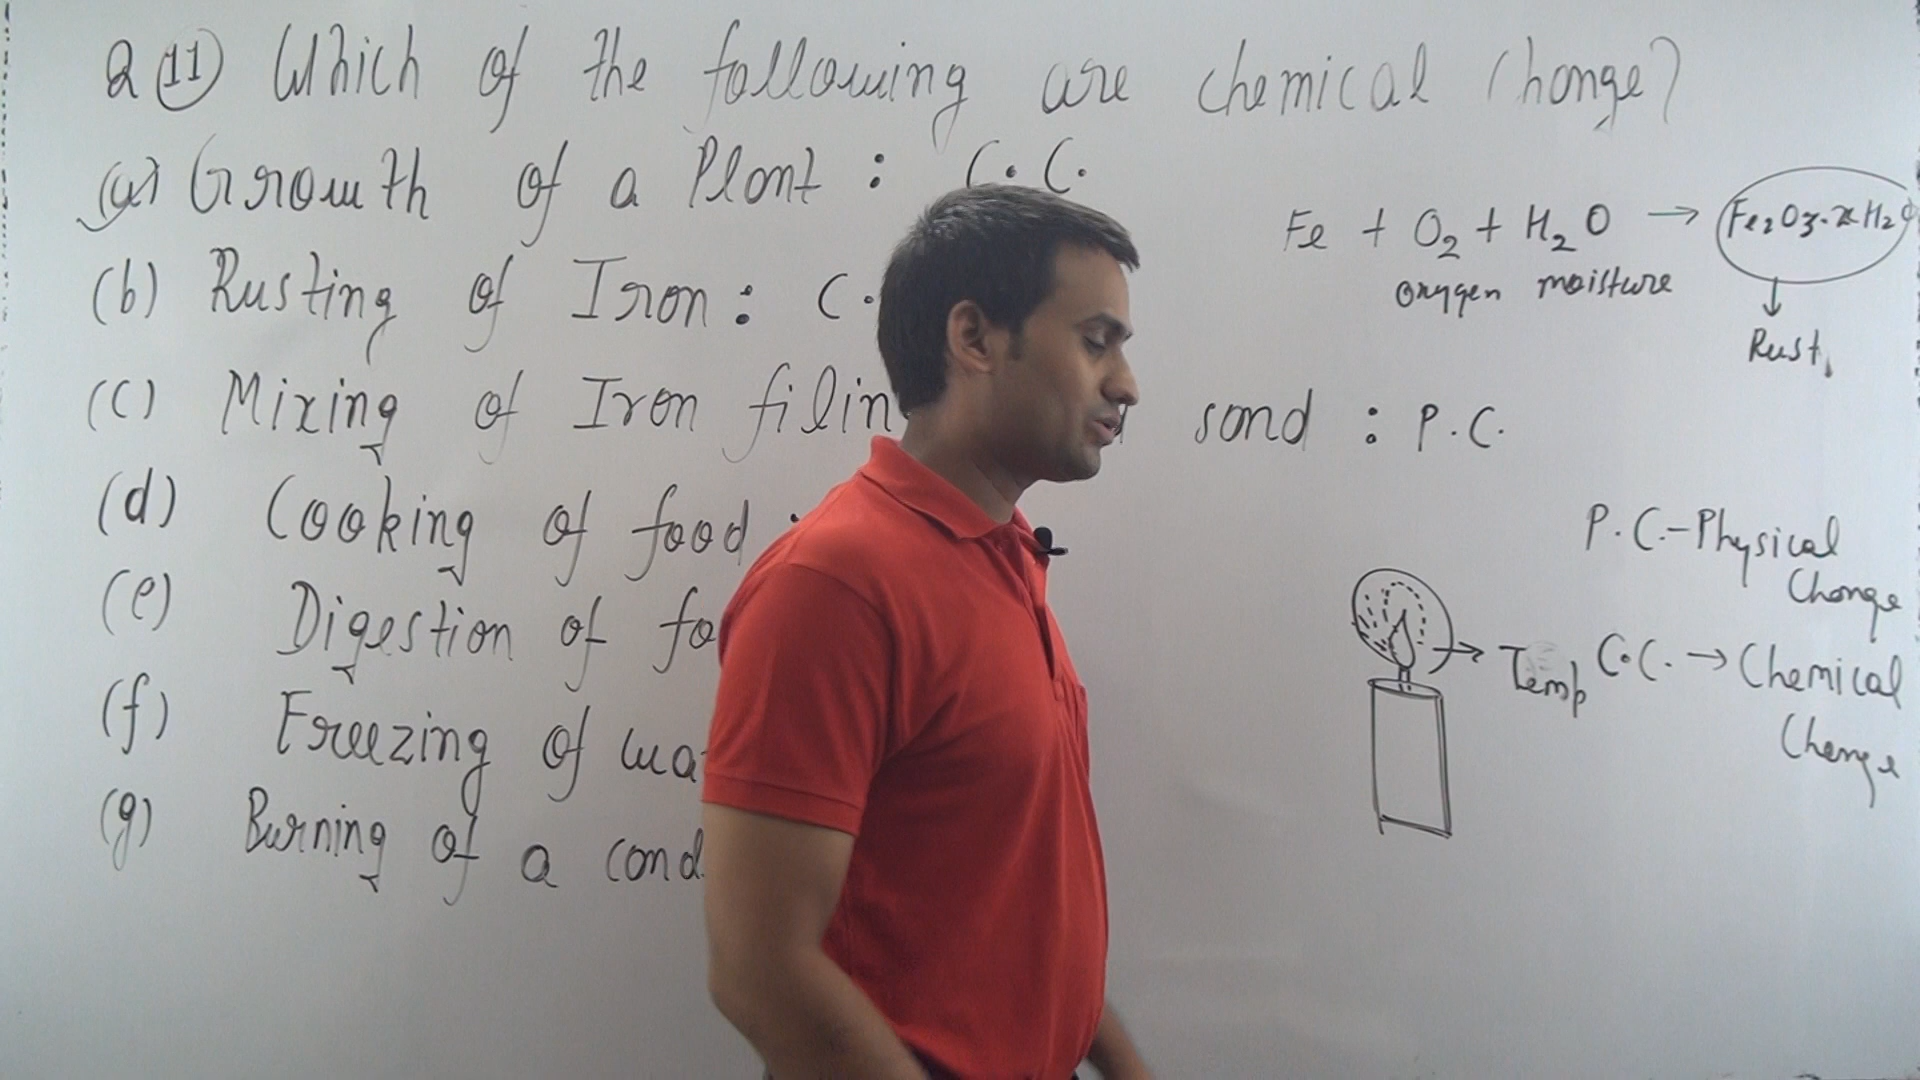 Q 11 Which of the following are chemical change?
(a) Growth of a Plant : C.C.
(b) Rusting of Iron : C.
(c) Mixing of Iron filin sand : P.C.
(d) Cooking of food :
(e) Digestion of fo
(f) Freezing of wat
(g) Burning of a cand
Fe + O2 + H2O → Fe2O3.xH2O
oxygen moisture
Rust
P.C.-Physical
Change
Temp
C.C. → Chemical
Change